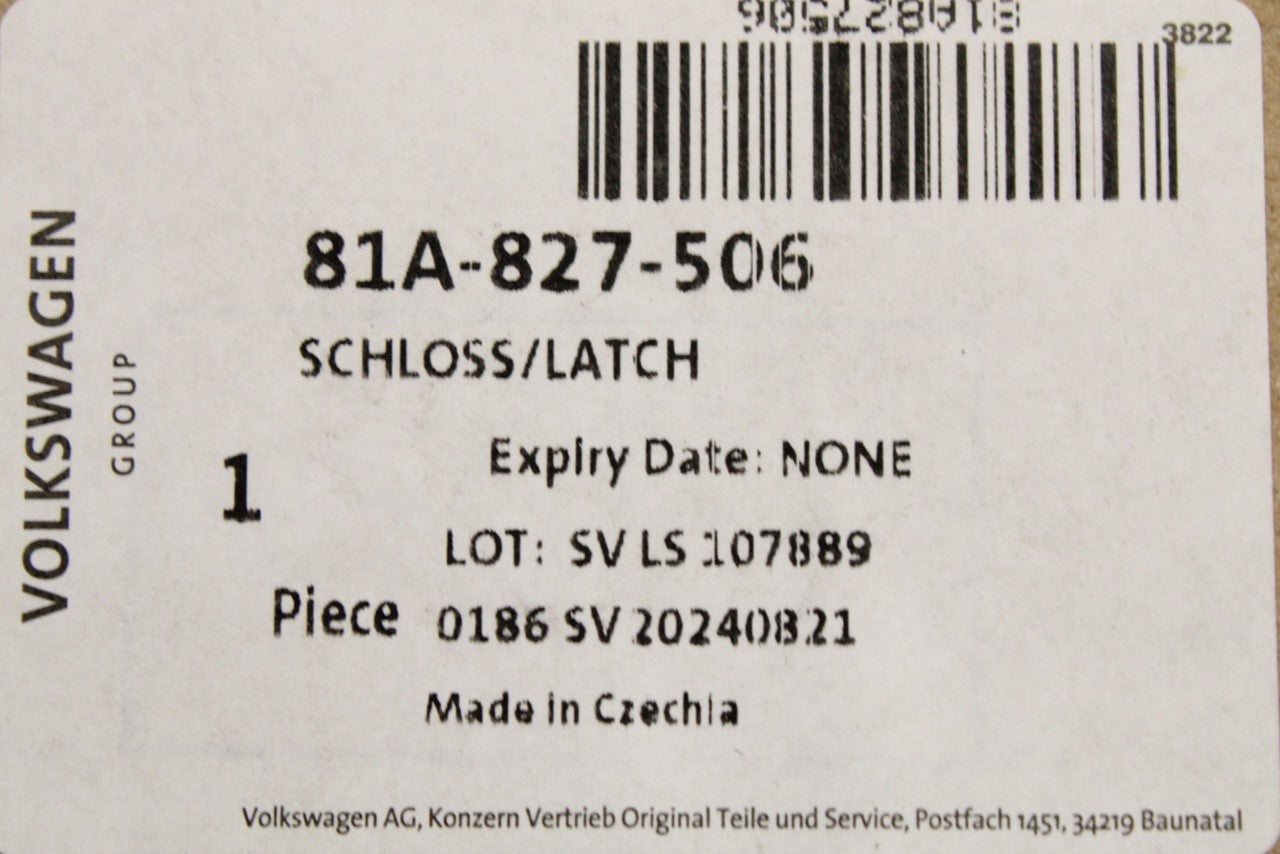 81A827506
3822
81A-827-506
SCHLOSS/LATCH
VOLKSWAGEN
GROUP
1
Expiry Date: NONE
LOT: SV LS 107889
Piece
0186 SV 20240821
Made in Czechia
Volkswagen AG, Konzern Vertrieb Original Teile und Service, Postfach 1451, 34219 Baunatal